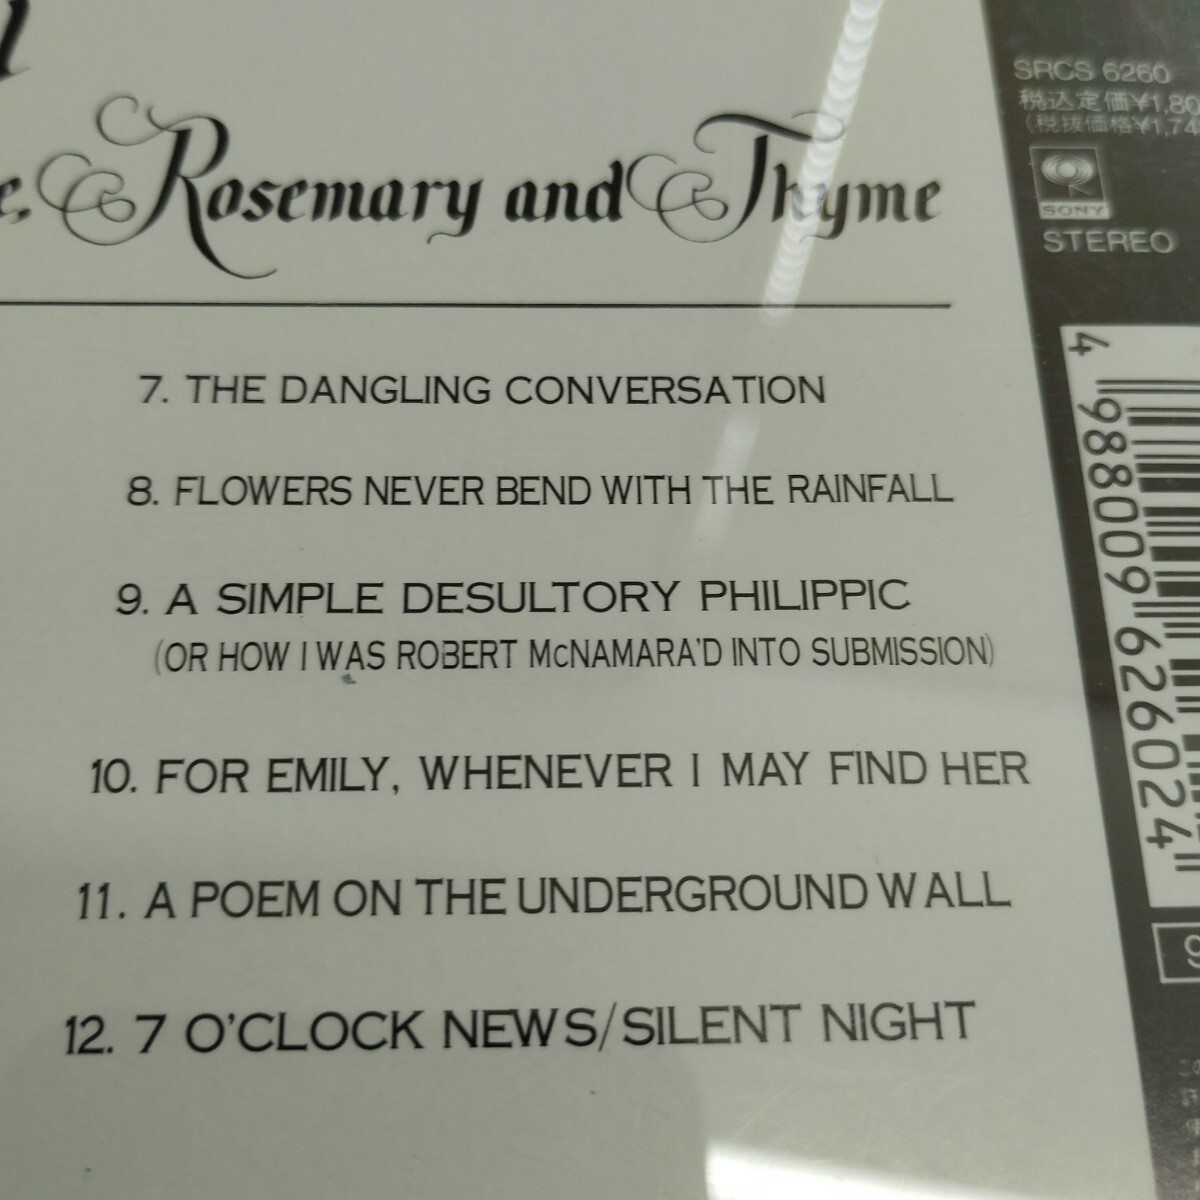 Rosemary and Thyme
7. THE DANGLING CONVERSATION
8. FLOWERS NEVER BEND WITH THE RAINFALL
9. A SIMPLE DESULTORY PHILIPPIC
(OR HOW I WAS ROBERT McNAMARA'D INTO SUBMISSION)
10. FOR EMILY, WHENEVER I MAY FIND HER
11. A POEM ON THE UNDERGROUND WALL
12. 7 O'CLOCK NEWS/SILENT NIGHT
SRCS 6260
税込定価¥1,80
(税抜価格¥1,74
SONY
STEREO
4 988009 626024